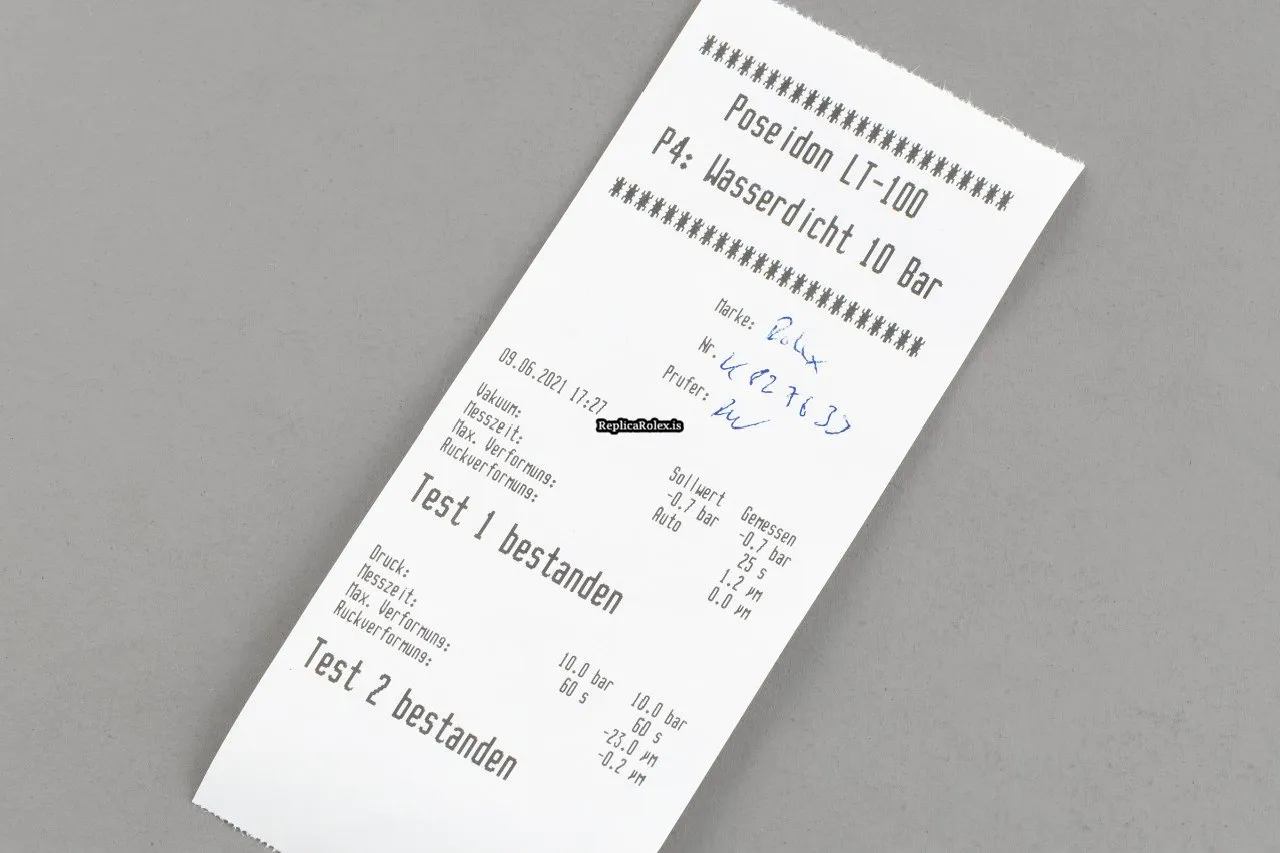 ************************
Poseidon LT-100
P4: Wasserdicht 10 Bar
************************
Marke: Rolex
Nr. K827633
Prufer:
09.06.2021 17:27
Sollwert Gemessen
Vakuum: -0.7 bar -0.7 bar
Messzeit: Auto 25 s
Max. Verformung: 1.2 µm
Ruckverformung: 0.0 µm
Test 1 bestanden
Druck: 10.0 bar 10.0 bar
Messzeit: 60 s 60 s
Max. Verformung: -23.0 µm
Ruckverformung: -0.2 µm
Test 2 bestanden
ReplicaRolex.is